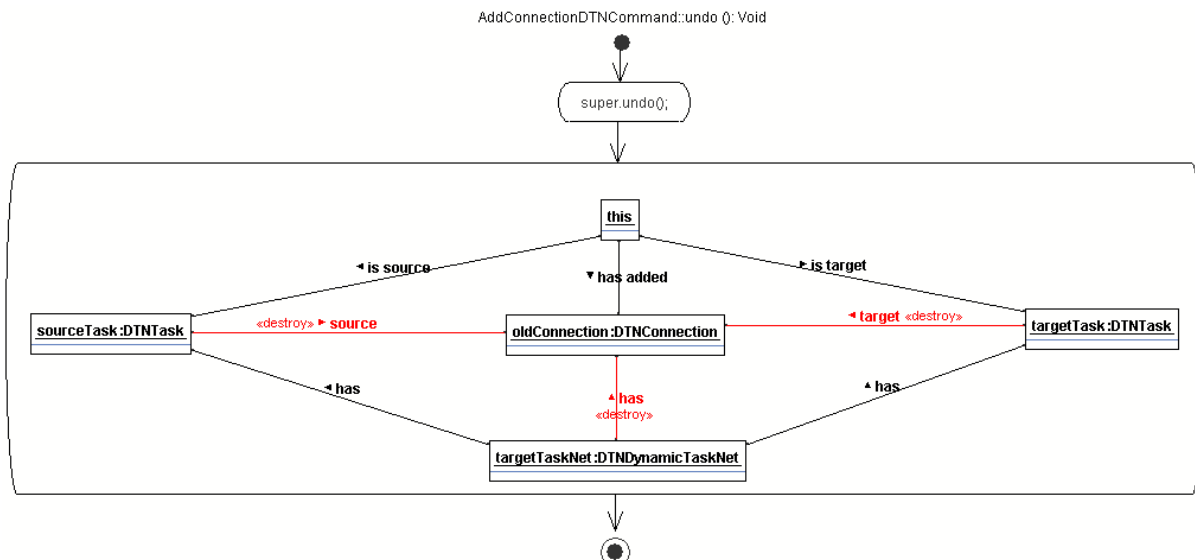 AddConnectionDTNCommand::undo (): Void
super.undo();
this
◄ is source
▼ has added
► is target
sourceTask :DTNTask
«destroy» ► source
oldConnection :DTNConnection
◄ target «destroy»
targetTask :DTNTask
◄ has
▲ has
«destroy»
▲ has
targetTaskNet :DTNDynamicTaskNet